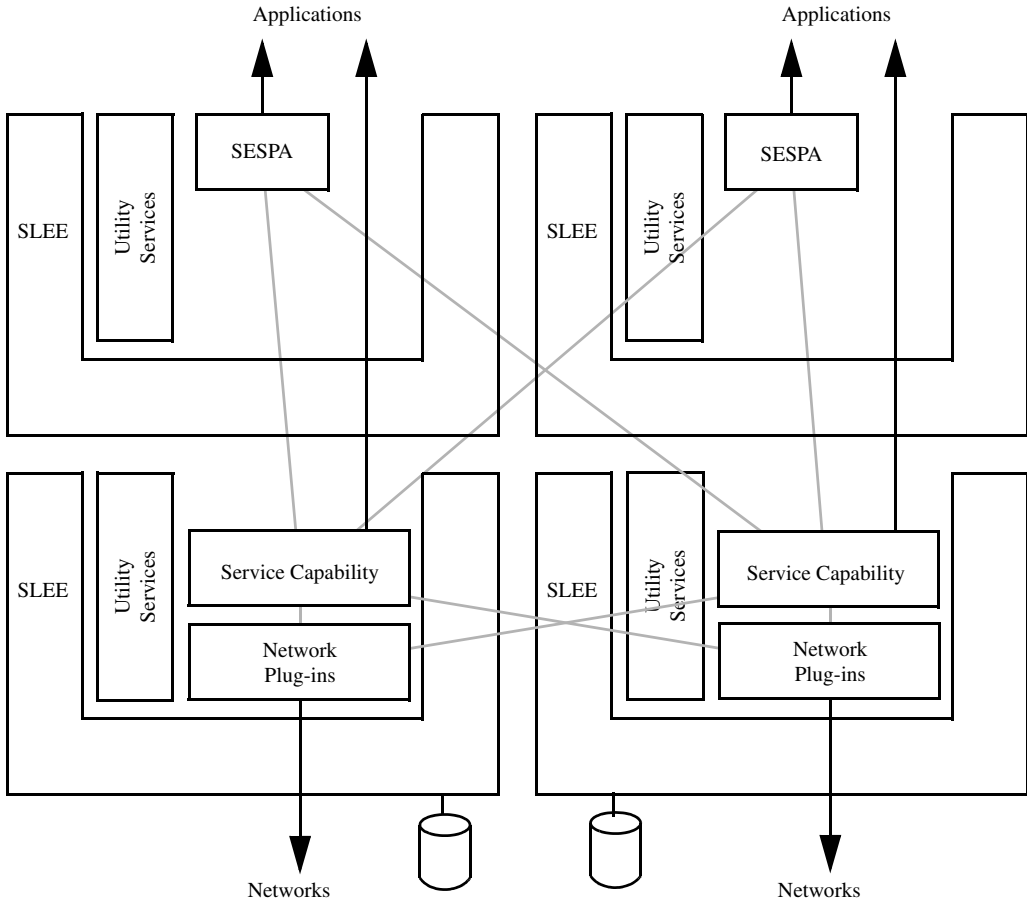 Applications
Applications
SLEE
Utility
Services
SESPA
SLEE
Utility
Services
SESPA
SLEE
Utility
Services
Service Capability
Network
Plug-ins
SLEE
Utility
Services
Service Capability
Network
Plug-ins
Networks
Networks